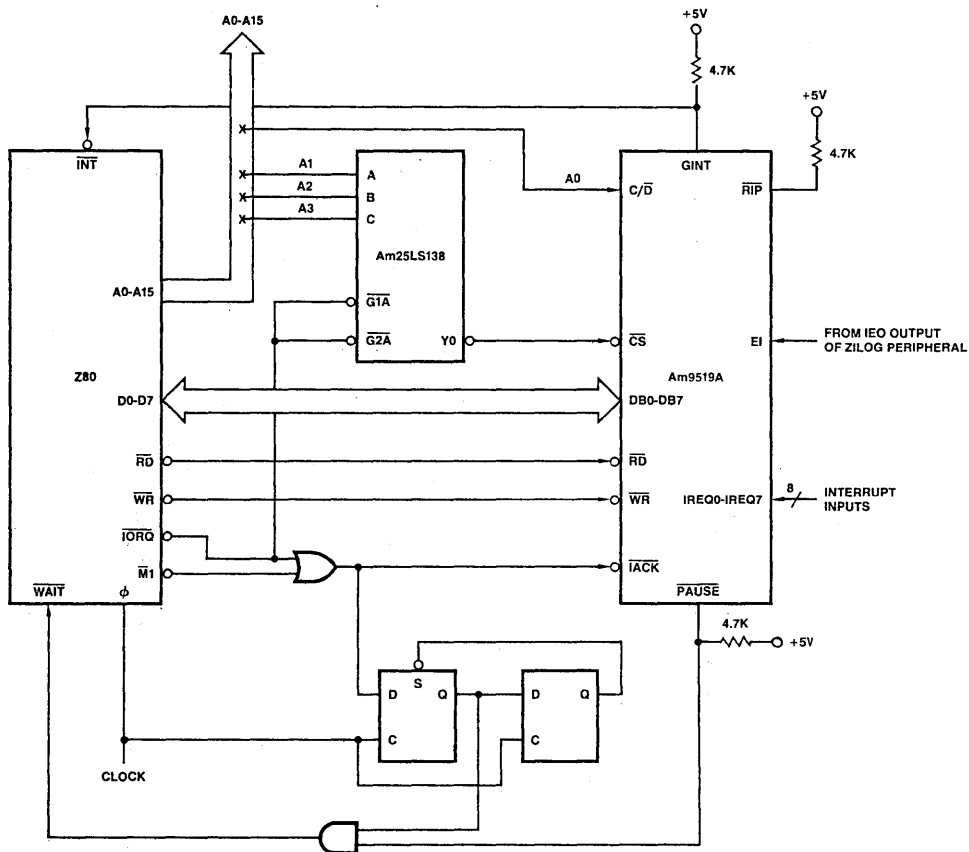 A0-A15
+5V
4.7K
+5V
4.7K
INT
A1
A
A2
B
A3
C
A0
C/D
GINT
RIP
Am25LS138
A0-A15
G1A
G2A
Y0
CS
EI
FROM IEO OUTPUT
OF ZILOG PERIPHERAL
Z80
Am9519A
D0-D7
DB0-DB7
RD
RD
WR
WR
IREQ0-IREQ7
8
INTERRUPT
INPUTS
IORQ
M1
IACK
WAIT
ϕ
PAUSE
4.7K
+5V
S
D
Q
D
Q
C
C
CLOCK